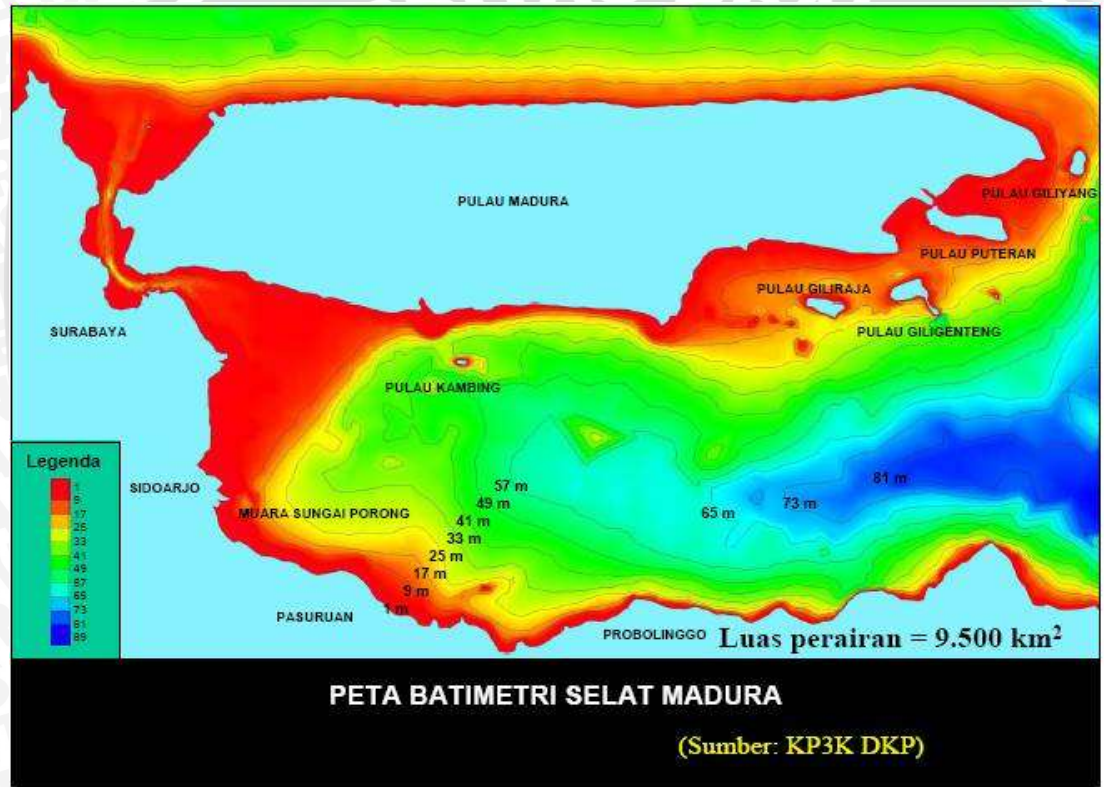 PULAU MADURA
PULAU GILIYANG
PULAU PUTERAN
PULAU GILIRAJA
PULAU GILIGENTENG
SURABAYA
PULAU KAMBING
Legenda
1
9
17
25
33
41
49
57
65
73
81
89
SIDOARJO
MUARA SUNGAI PORONG
57 m
49 m
41 m
33 m
25 m
17 m
9 m
1 m
65 m
73 m
81 m
PASURUAN
PROBOLINGGO
Luas perairan = 9.500 km²
PETA BATIMETRI SELAT MADURA
(Sumber: KP3K DKP)